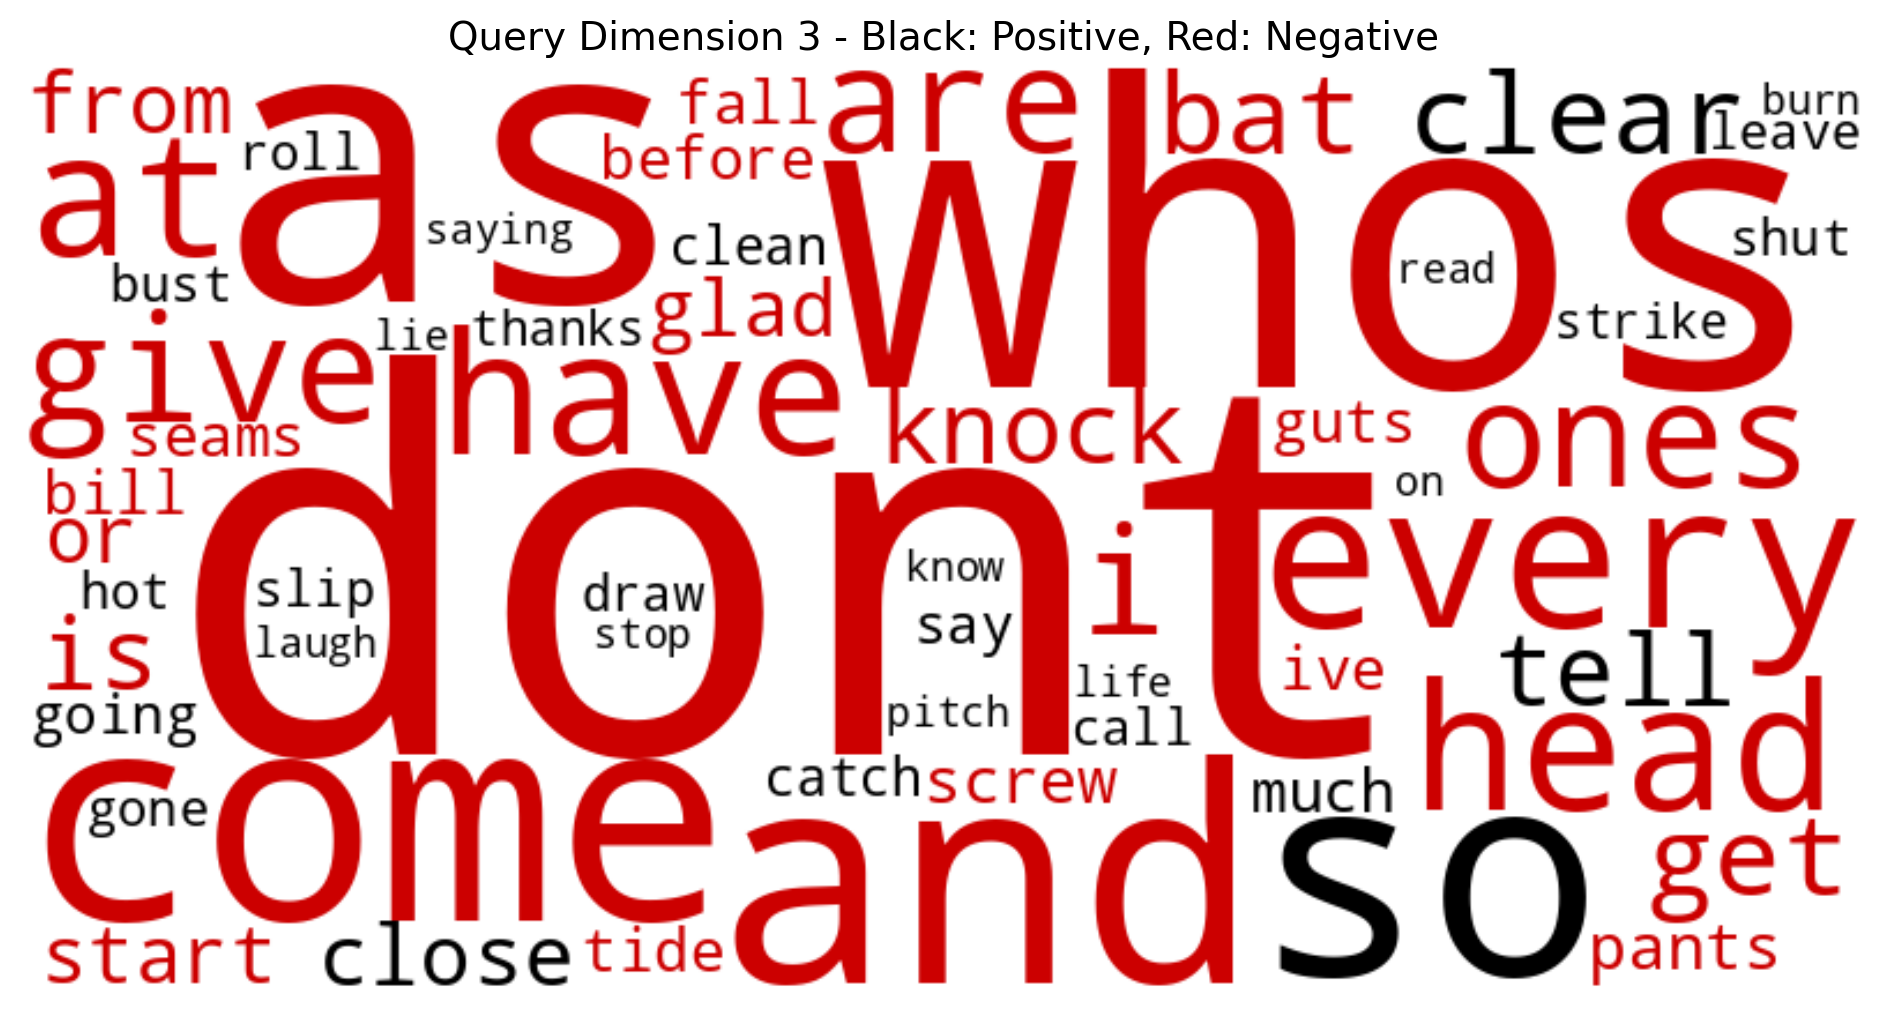 Query Dimension 3 - Black: Positive, Red: Negative
from as fall are bat clear burn
at roll before whos leave
saying clean read shut
bust thanks glad strike
give lie have knock guts ones
seams dont on
bill i every
or know
hot slip draw say
is laugh stop ive tell
going pitch life head
call
come catch screw much
gone and so get
start close tide pants